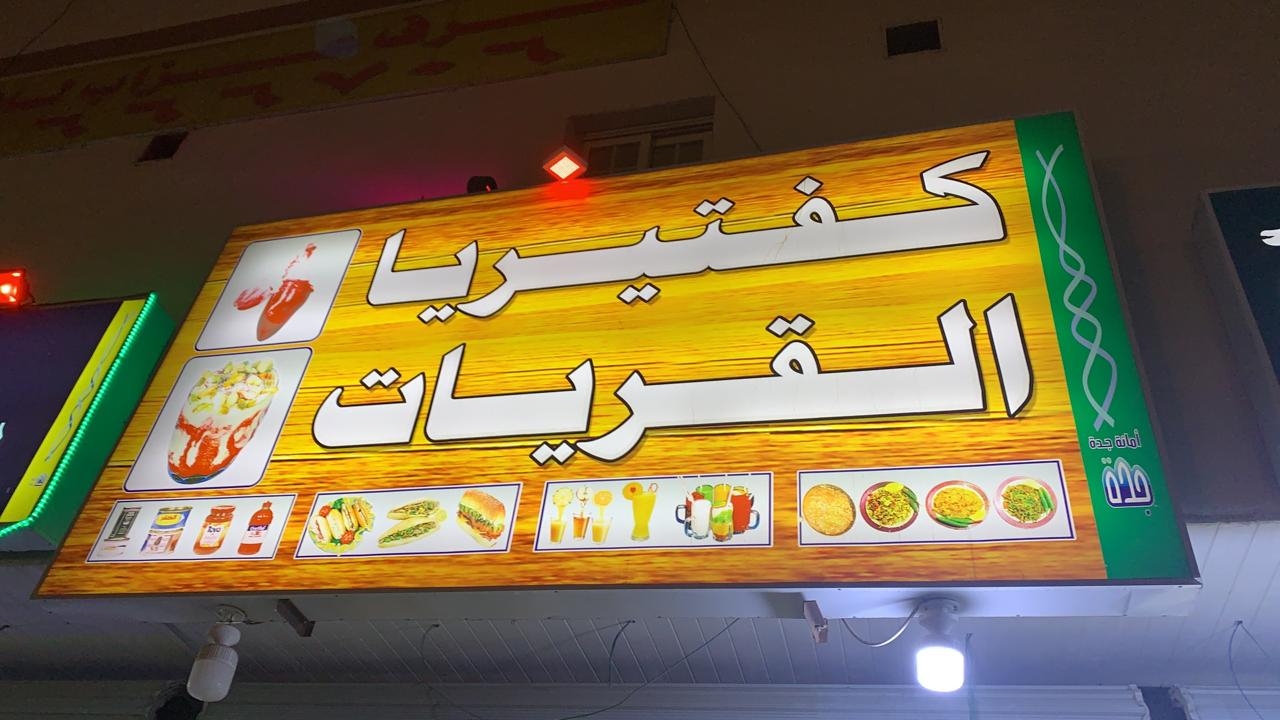 كفتيريا
القريات
أمانة جدة
جدة